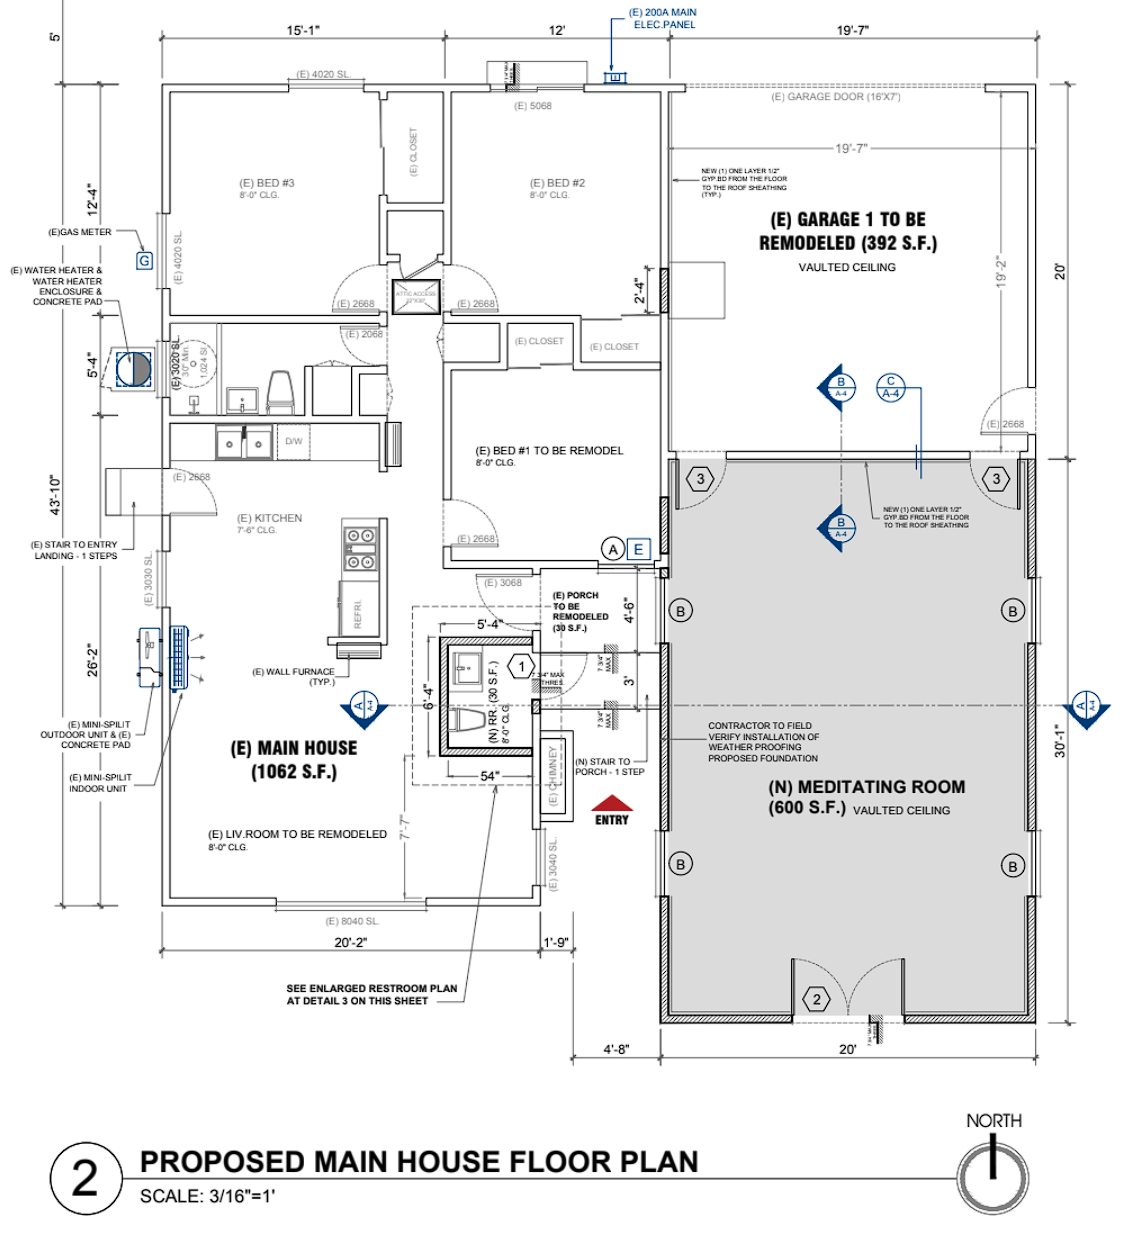 5'
15'-1"
12'
19'-7"
(E) 200A MAIN
ELEC.PANEL
E
(E) 4020 SL.
(E) 5068
(E) GARAGE DOOR (16'X7')
19'-7"
(E) CLOSET
(E) BED #3
8'-0" CLG.
(E) BED #2
8'-0" CLG.
NEW (1) ONE LAYER 1/2"
GYP.BD FROM THE FLOOR
TO THE ROOF SHEATHING
(TYP.)
(E) GARAGE 1 TO BE
REMODELED (392 S.F.)
VAULTED CEILING
12'-4"
(E)GAS METER
G
(E) 4020 SL.
19'-2"
20'
(E) WATER HEATER &
WATER HEATER
ENCLOSURE &
CONCRETE PAD
ATTIC ACCESS
22"X30"
2'-4"
(E) 2668
(E) 2668
(E) 2068
(E) CLOSET
(E) CLOSET
5'-4"
(E) 3020 SL.
30" Min.
1,024 SI
B
A-4
C
A-4
(E) 2668
D/W
(E) BED #1 TO BE REMODEL
8'-0" CLG.
(E) 2668
3
3
43'-10"
(E) KITCHEN
7'-6" CLG.
NEW (1) ONE LAYER 1/2"
GYP.BD FROM THE FLOOR
TO THE ROOF SHEATHING
B
A-4
(E) STAIR TO ENTRY
LANDING - 1 STEPS
(E) 2668
A
E
(E) 3030 SL.
(E) 3068
REFRI.
(E) PORCH
TO BE
REMODELED
(30 S.F.)
4'-6"
B
B
5'-4"
26'-2"
(E) WALL FURNACE
(TYP.)
1
7 3/4" MAX
THRES.
7 3/4"
MAX
3'
6'-4"
(N) RR. (30 S.F.)
8'-0" CLG.
7 3/4"
MAX
A
A-4
A
A-4
(E) MINI-SPILIT
OUTDOOR UNIT & (E)
CONCRETE PAD
(E) MAIN HOUSE
(1062 S.F.)
CONTRACTOR TO FIELD
VERIFY INSTALLATION OF
WEATHER PROOFING
PROPOSED FOUNDATION
30'-1"
(E) MINI-SPILIT
INDOOR UNIT
54"
(E) CHIMNEY
(N) STAIR TO
PORCH - 1 STEP
(N) MEDITATING ROOM
(600 S.F.) VAULTED CEILING
ENTRY
(E) LIV.ROOM TO BE REMODELED
8'-0" CLG.
7'-7"
(E) 3040 SL.
B
B
(E) 8040 SL.
20'-2"
1'-9"
SEE ENLARGED RESTROOM PLAN
AT DETAIL 3 ON THIS SHEET
2
4'-8"
20'
NORTH
2
PROPOSED MAIN HOUSE FLOOR PLAN
SCALE: 3/16"=1'